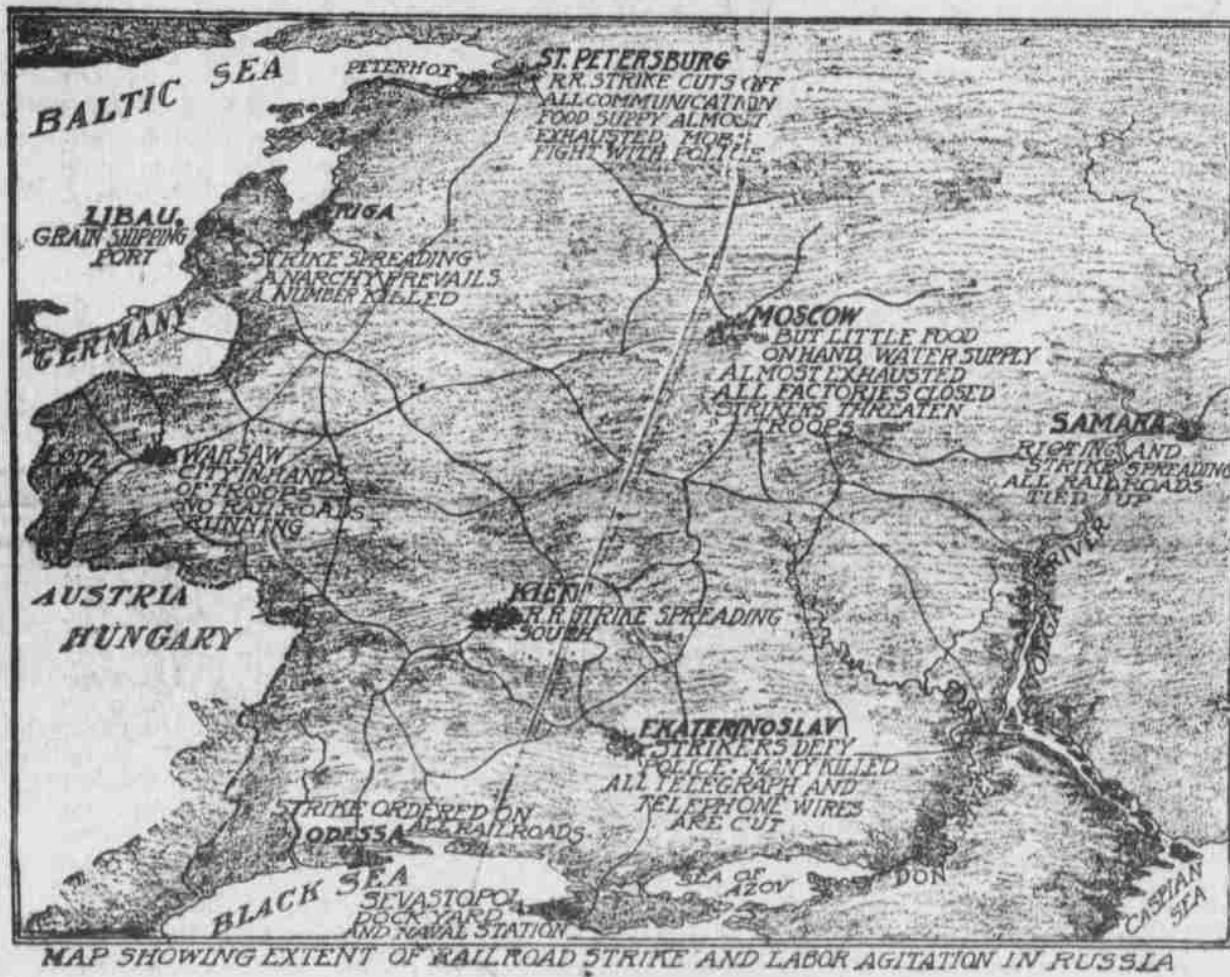 BALTIC SEA
PETERHOF
ST. PETERSBURG
R.R. STRIKE CUTS OFF
ALL COMMUNICATION
FOOD SUPPY ALMOST
EXHAUSTED, MOBS
FIGHT WITH POLICE
LIBAU.
GRAIN SHIPPING
PORT
RIGA
STRIKE SPREADING
ANARCHY PREVAILS
A NUMBER KILLED
GERMANY
MOSCOW
BUT LITTLE FOOD
ON HAND, WATER SUPPLY
ALMOST EXHAUSTED
ALL FACTORIES CLOSED
STRIKERS THREATEN
TROOPS
SAMARA
RIOTING AND
STRIKE SPREADING
ALL RAILROADS
TIED UP
LODZ
WARSAW
CITY IN HANDS
OF TROOPS
NO RAILROADS
RUNNING
VOLGA RIVER
AUSTRIA
HUNGARY
KIEF
R.R. STRIKE SPREADING
SOUTH
EKATERINOSLAV
STRIKERS DEFY
POLICE. MANY KILLED
ALL TELEGRAPH AND
TELEPHONE WIRES
ARE CUT
STRIKE ORDERED ON
ALL RAILROADS.
ODESSA
BLACK SEA
SEVASTOPOL
DOCK YARD
AND NAVAL STATION
SEA OF
AZOV
DON RIVER
CASPIAN
SEA
MAP SHOWING EXTENT OF RAILROAD STRIKE AND LABOR AGITATION IN RUSSIA